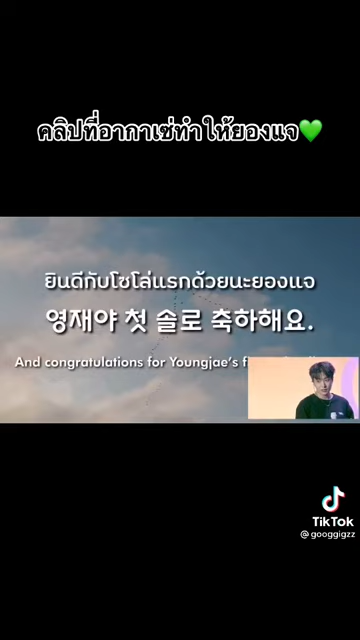 คลิปที่อากาเซ่ทำให้ยองแจ💚
ยินดีกับโซโล่แรกด้วยนะยองแจ
영재야 첫 솔로 축하해요.
And congratulations for Youngjae's
TikTok
@googgigzz